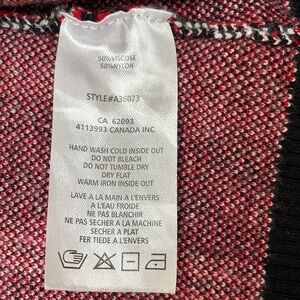 50%VISCOSE
50%NYLON
STYLE#A36073
CA 62093
4113993 CANADA INC
HAND WASH COLD INSIDE OUT
DO NOT BLEACH
DO NOT TUMBLE DRY
DRY FLAT
WARM IRON INSIDE OUT
LAVE A LA MAIN A L'ENVERS
A L'EAU FROIDE
NE PAS BLANCHIR
NE PAS SECHER A LA MACHINE
SECHER A PLAT
FER TIEDE A L'ENVERS